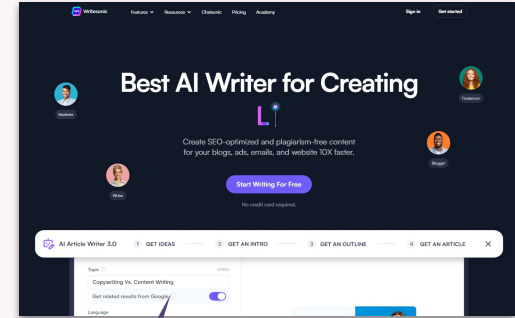 Writesonic Features Resources Chatsonic Pricing Academy Sign in Get started
Best AI Writer for Creating
L
Marketer
Freelancer
Create SEO-optimized and plagiarism-free content
for your blogs, ads, emails, and website 10X faster.
Blogger
Writer
Start Writing For Free
No credit card required.
AI Article Writer 3.0 1 GET IDEAS 2 GET AN INTRO 3 GET AN OUTLINE 4 GET AN ARTICLE
Topic
Copywriting Vs. Content Writing
Get related results from Google
Language